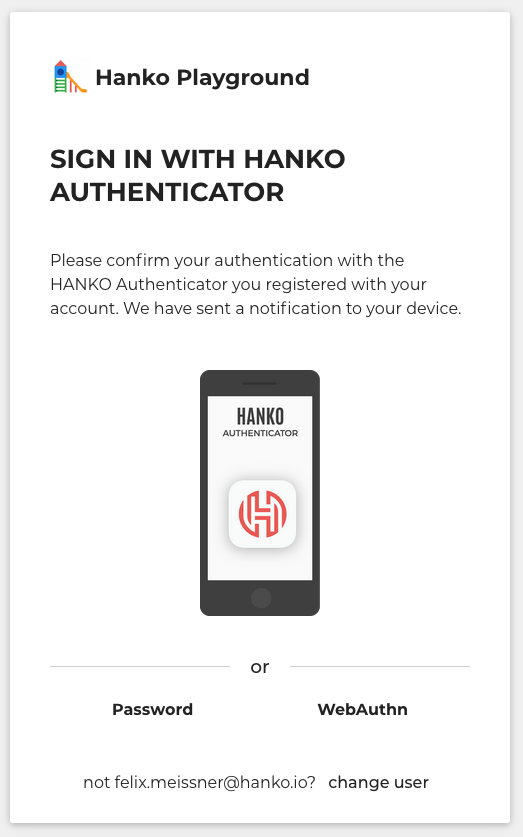 Hanko Playground
SIGN IN WITH HANKO
AUTHENTICATOR
Please confirm your authentication with the
HANKO Authenticator you registered with your
account. We have sent a notification to your device.
HANKO
AUTHENTICATOR
or
Password WebAuthn
not felix.meissner@hanko.io? change user